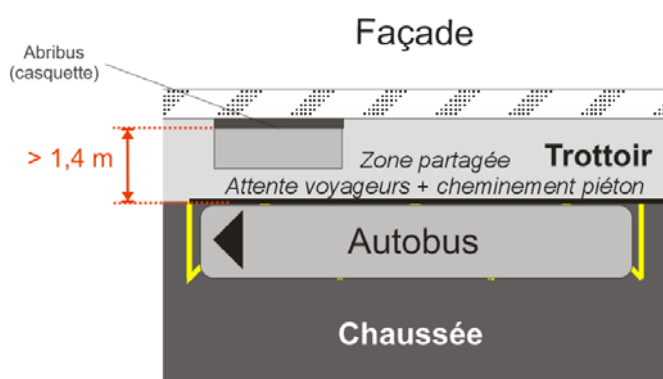 Façade
Abribus
(casquette)
> 1,4 m
Zone partagée
Trottoir
Attente voyageurs + cheminement piéton
Autobus
Chaussée